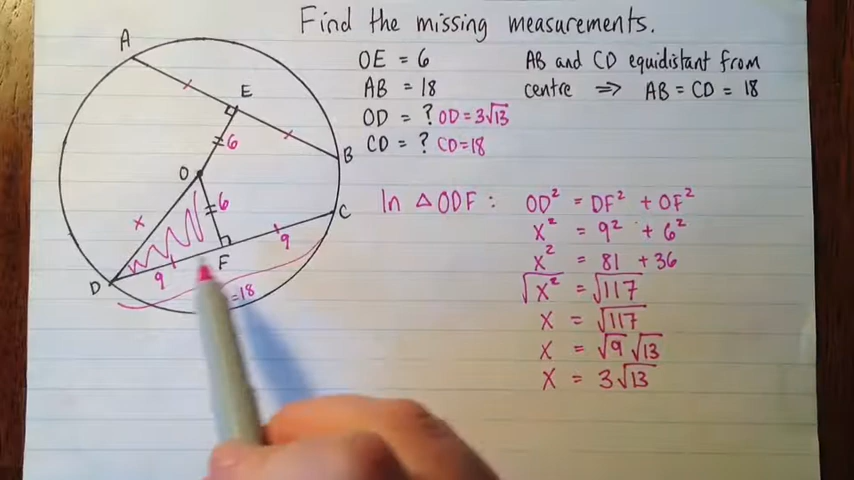 Find the missing measurements.
OE = 6
AB = 18
OD = ? OD = 3√13
CD = ? CD = 18
AB and CD equidistant from
centre ⇒ AB = CD = 18
A
E
B
O
6
6
C
x
9
F
9
D
=18
In △ODF: OD² = DF² + OF²
x² = 9² + 6²
x² = 81 + 36
√x² = √117
x = √117
x = √9 √13
x = 3√13